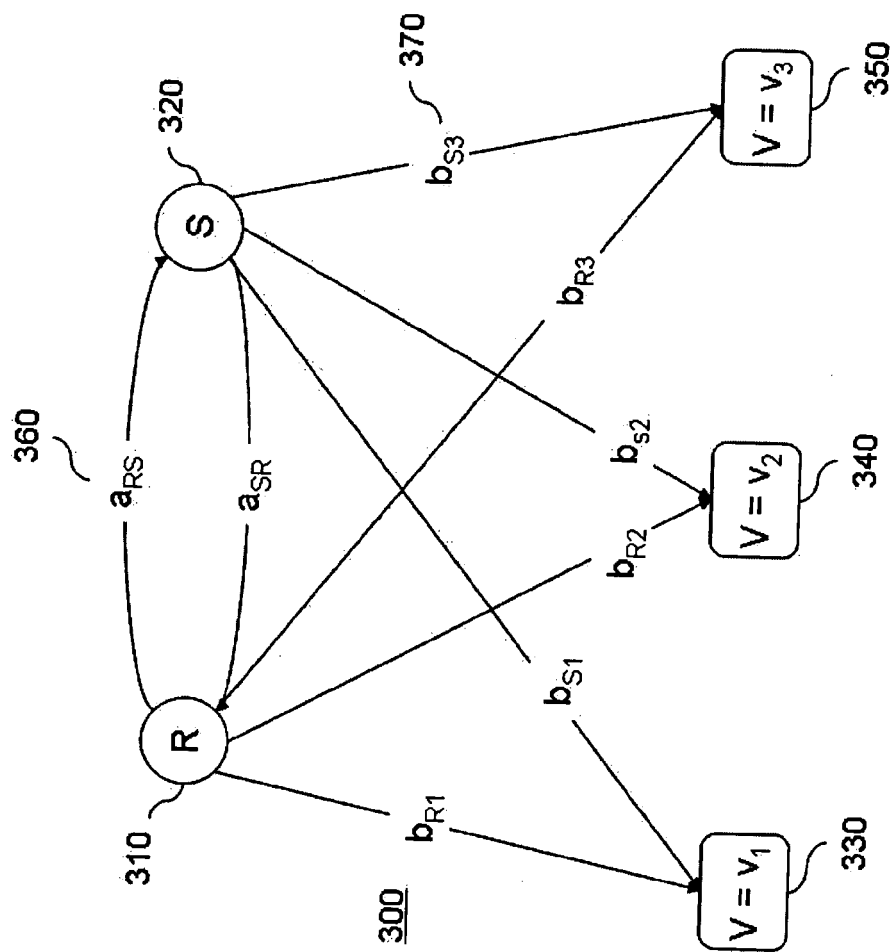 360
a_RS
320
310
R
S
a_SR
370
b_R1
b_S3
300
b_S1
b_R2
b_s2
b_R3
V = v_1
V = v_2
V = v_3
330
340
350